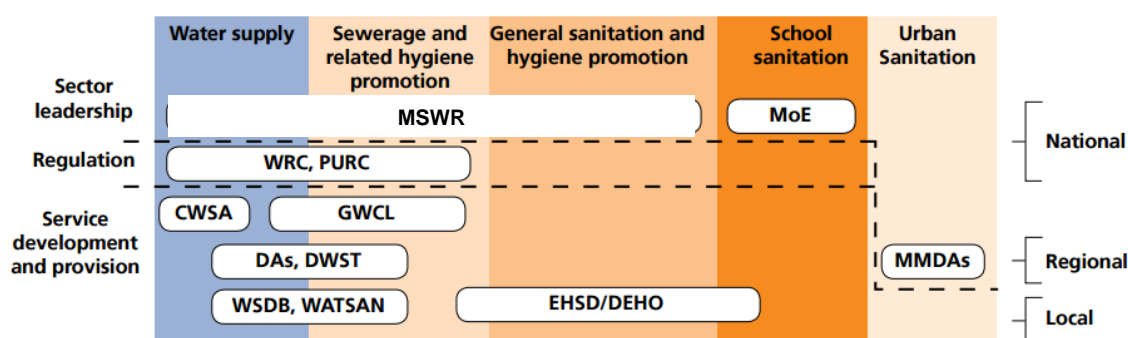 Water supply
Sewerage and
related hygiene
promotion
General sanitation and
hygiene promotion
School
sanitation
Urban
Sanitation
Sector
leadership
MSWR
MoE
National
Regulation
WRC, PURC
Service
development
and provision
CWSA
GWCL
DAs, DWST
MMDAs
Regional
WSDB, WATSAN
EHSD/DEHO
Local